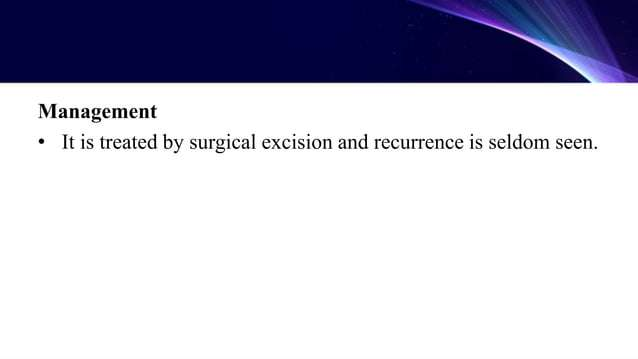 Management
• It is treated by surgical excision and recurrence is seldom seen.